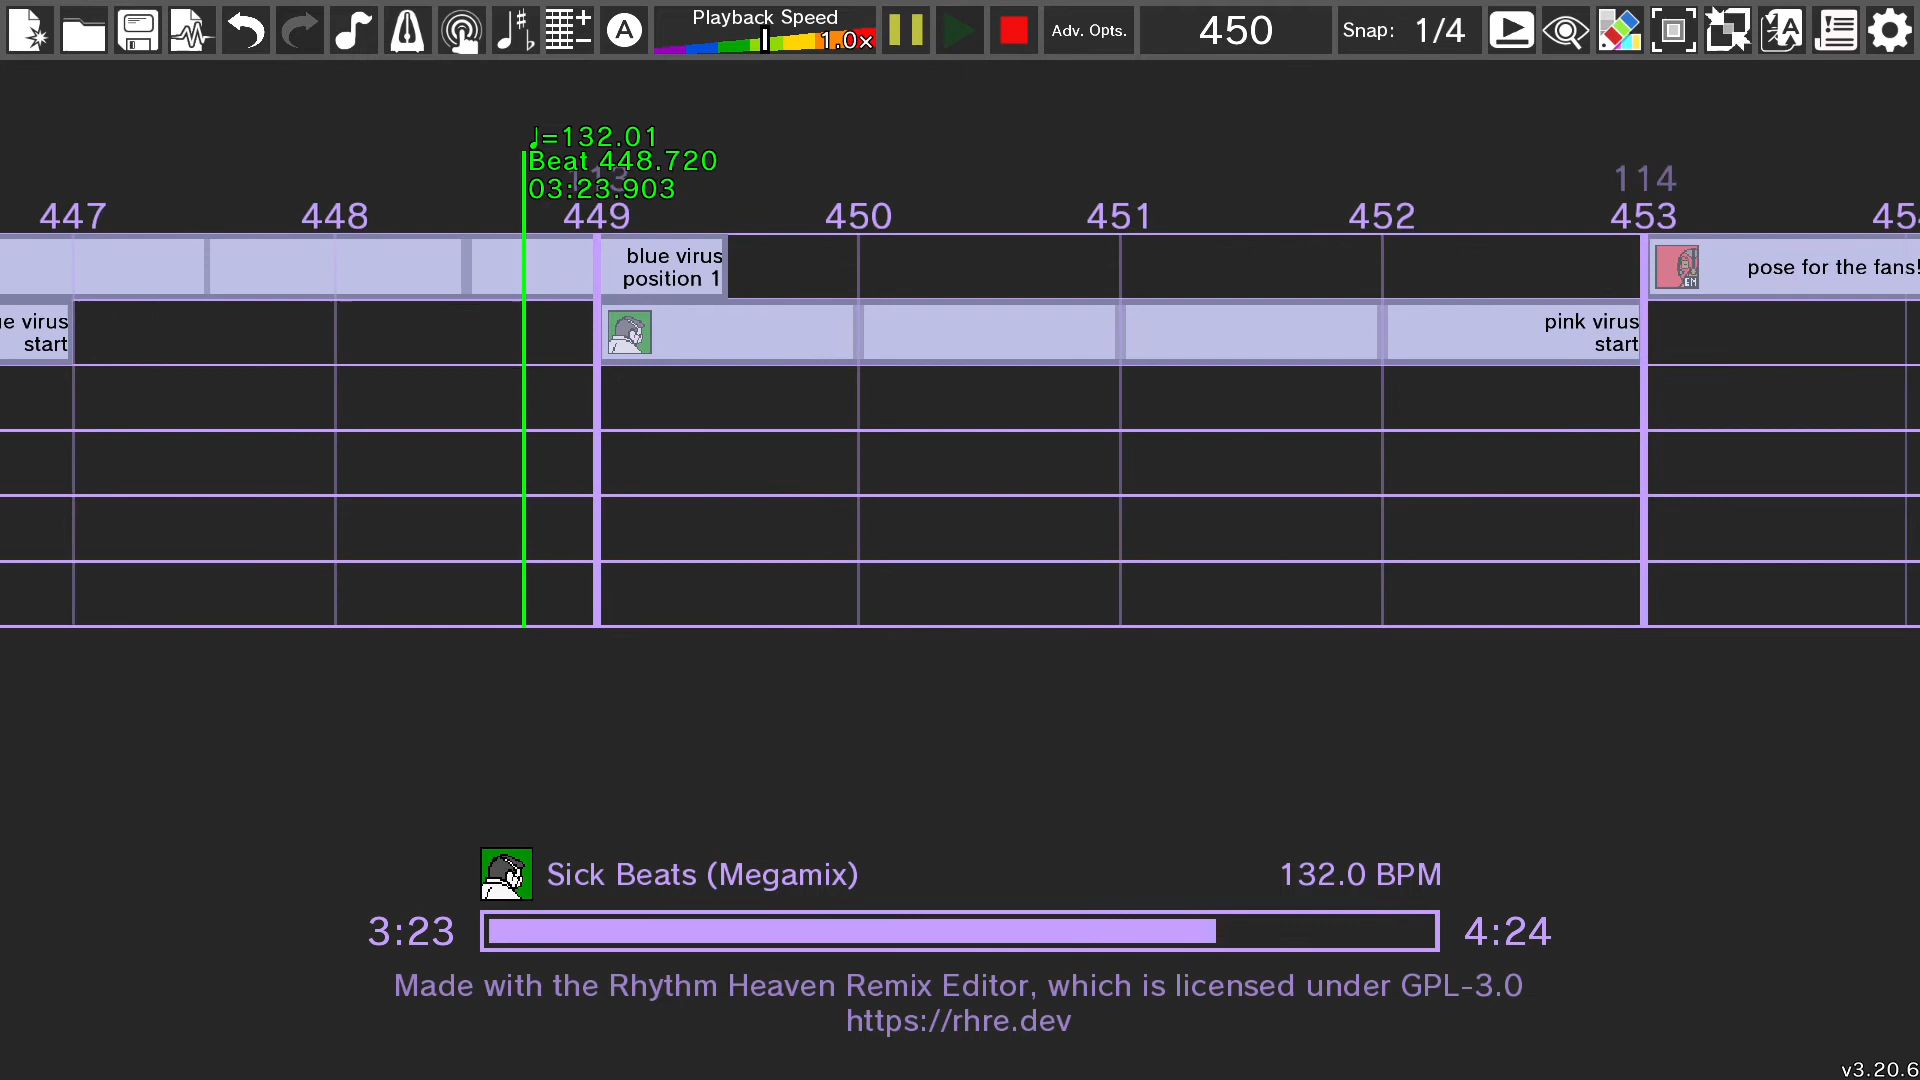 Playback Speed
1.0x
A
Adv. Opts.
450
Snap: 1/4
A
♩=132.01
Beat 448.720
03:23.903
113
114
447
448
449
450
451
452
453
blue virus
position 1
EM
pose for the fans!
start
pink virus
start
Sick Beats (Megamix)
132.0 BPM
3:23
4:24
Made with the Rhythm Heaven Remix Editor, which is licensed under GPL-3.0
https://rhre.dev
v3.20.6